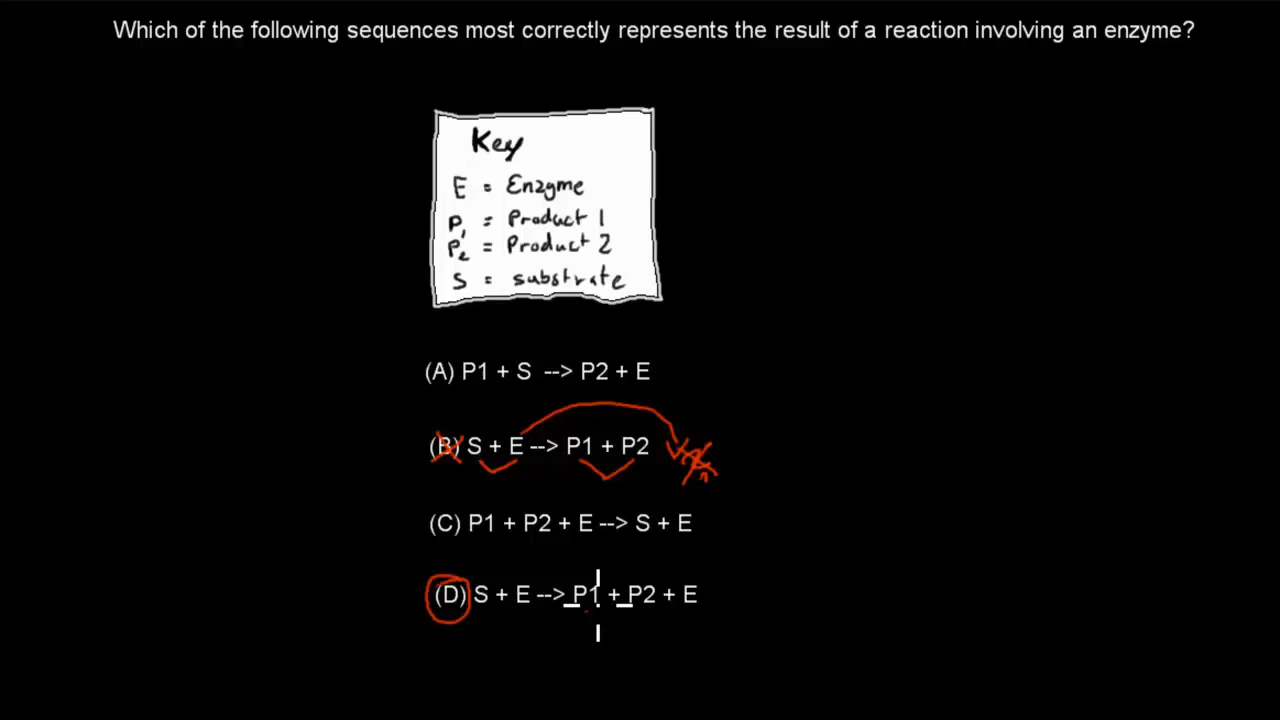 Which of the following sequences most correctly represents the result of a reaction involving an enzyme?
Key
E = Enzyme
P1 = Product 1
P2 = Product 2
S = substrate
(A) P1 + S --> P2 + E
(B) S + E --> P1 + P2
(C) P1 + P2 + E --> S + E
(D) S + E --> P1 + P2 + E